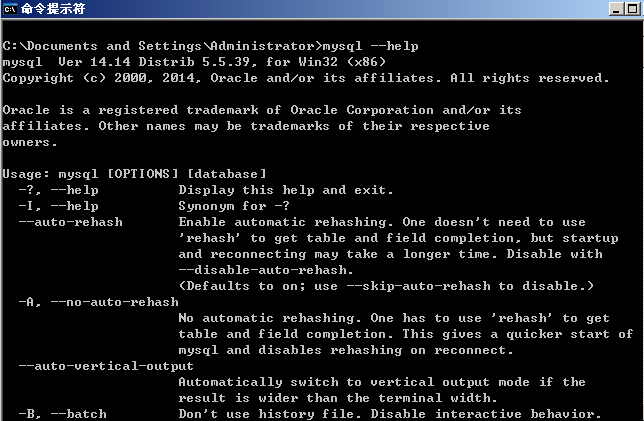 命令提示符
C:\Documents and Settings\Administrator>mysql --help
mysql  Ver 14.14 Distrib 5.5.39, for Win32 (x86)
Copyright (c) 2000, 2014, Oracle and/or its affiliates. All rights reserved.
Oracle is a registered trademark of Oracle Corporation and/or its
affiliates. Other names may be trademarks of their respective
owners.
Usage: mysql [OPTIONS] [database]
  -?, --help          Display this help and exit.
  -I, --help          Synonym for -?
  --auto-rehash       Enable automatic rehashing. One doesn't need to use
                      'rehash' to get table and field completion, but startup
                      and reconnecting may take a longer time. Disable with
                      --disable-auto-rehash.
                      (Defaults to on; use --skip-auto-rehash to disable.)
  -A, --no-auto-rehash
                      No automatic rehashing. One has to use 'rehash' to get
                      table and field completion. This gives a quicker start of
                      mysql and disables rehashing on reconnect.
  --auto-vertical-output
                      Automatically switch to vertical output mode if the
                      result is wider than the terminal width.
  -B, --batch         Don't use history file. Disable interactive behavior.